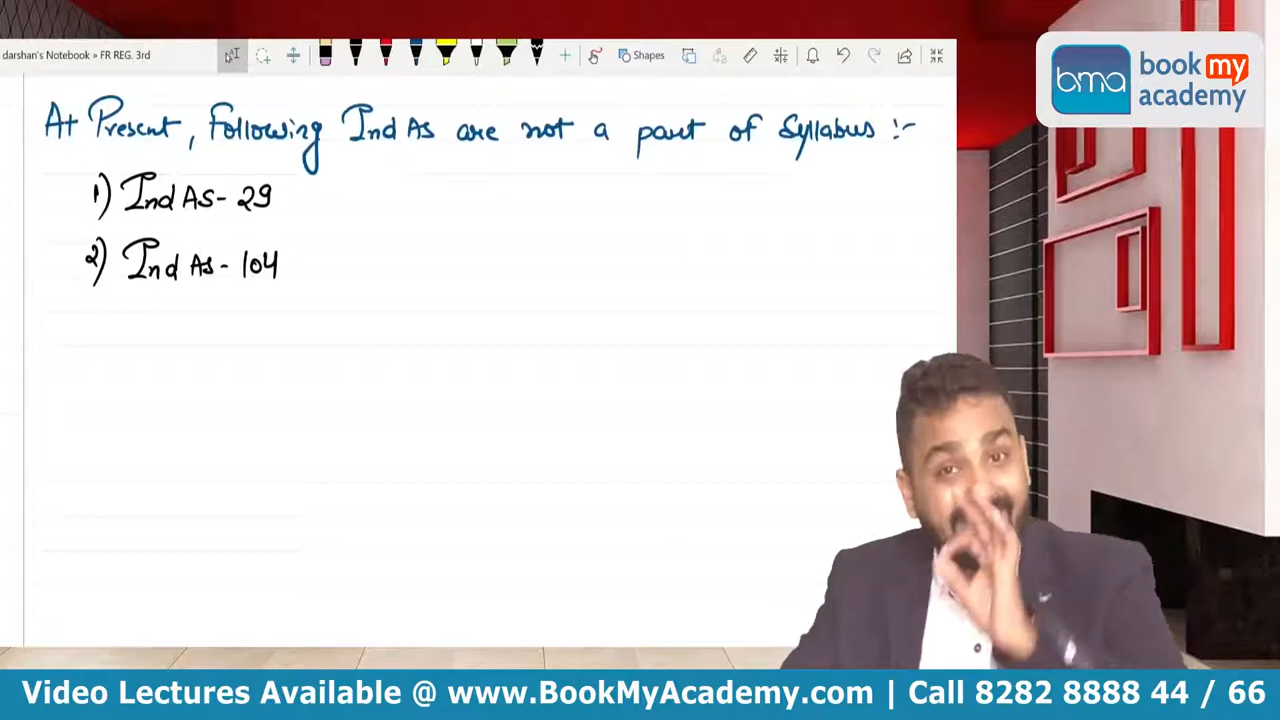 darshan's Notebook » FR REG. 3rd
Shapes
bma
book my
academy
At Present, Following Ind As are not a part of Syllabus :-
1) Ind AS- 29
2) Ind As - 104
Video Lectures Available @ www.BookMyAcademy.com | Call 8282 8888 44 / 66